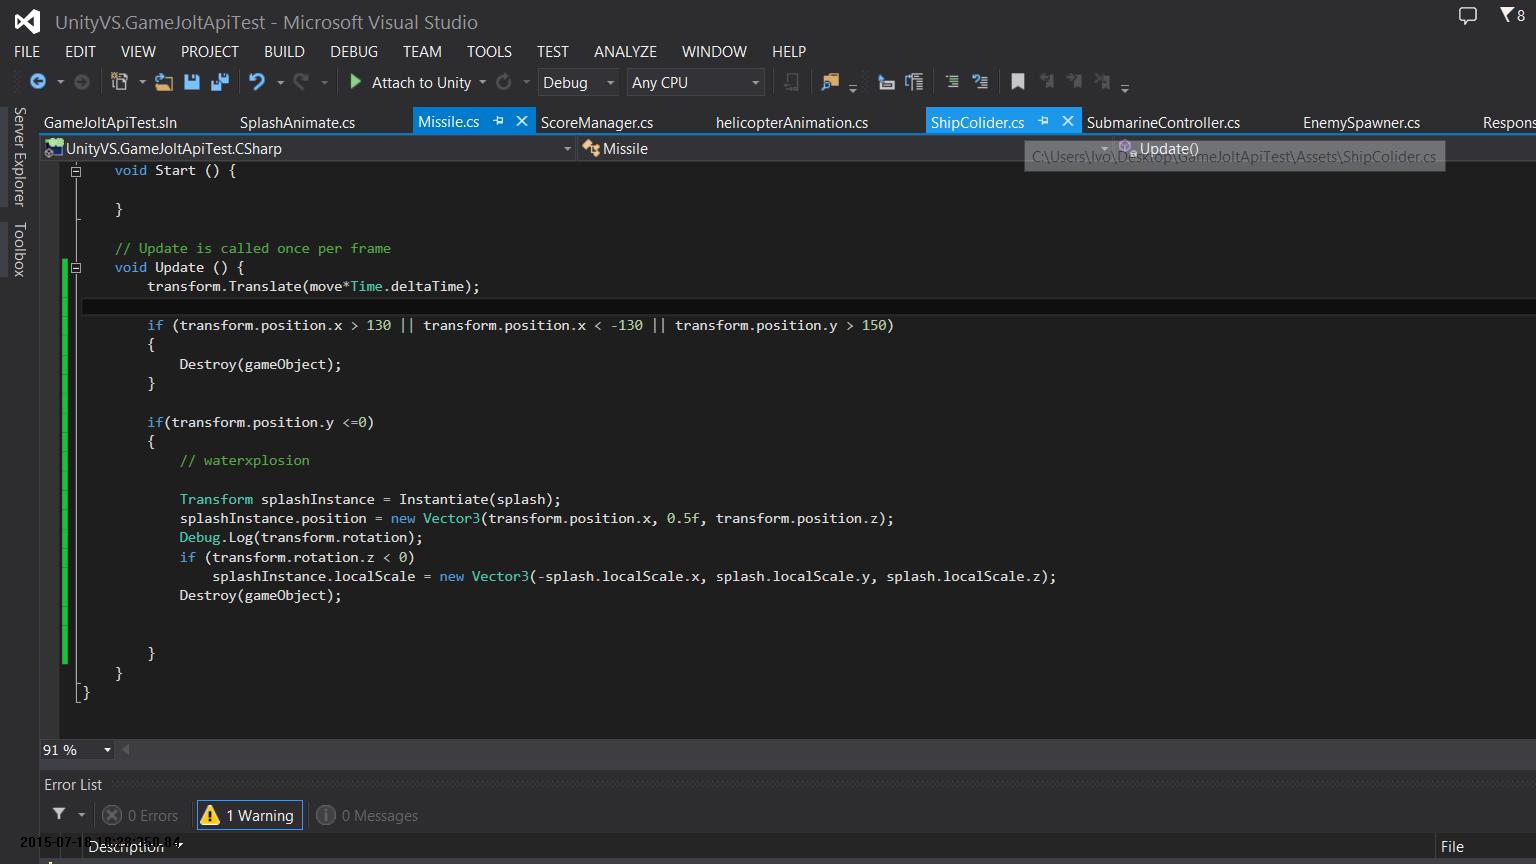 UnityVS.GameJoltApiTest - Microsoft Visual Studio
8
FILE EDIT VIEW PROJECT BUILD DEBUG TEAM TOOLS TEST ANALYZE WINDOW HELP
Attach to Unity Debug Any CPU
Server Explorer
Toolbox
GameJoltApiTest.sln SplashAnimate.cs Missile.cs ScoreManager.cs helicopterAnimation.cs ShipColider.cs SubmarineController.cs EnemySpawner.cs Respons
UnityVS.GameJoltApiTest.CSharp Missile Update()
C:\Users\Ivo\Desktop\GameJoltApiTest\Assets\ShipColider.cs
void Start () {
}
// Update is called once per frame
void Update () {
transform.Translate(move*Time.deltaTime);
if (transform.position.x > 130 || transform.position.x < -130 || transform.position.y > 150)
{
Destroy(gameObject);
}
if(transform.position.y <=0)
{
// waterxplosion
Transform splashInstance = Instantiate(splash);
splashInstance.position = new Vector3(transform.position.x, 0.5f, transform.position.z);
Debug.Log(transform.rotation);
if (transform.rotation.z < 0)
splashInstance.localScale = new Vector3(-splash.localScale.x, splash.localScale.y, splash.localScale.z);
Destroy(gameObject);
}
}
}
91 %
Error List
0 Errors 1 Warning 0 Messages
Description File